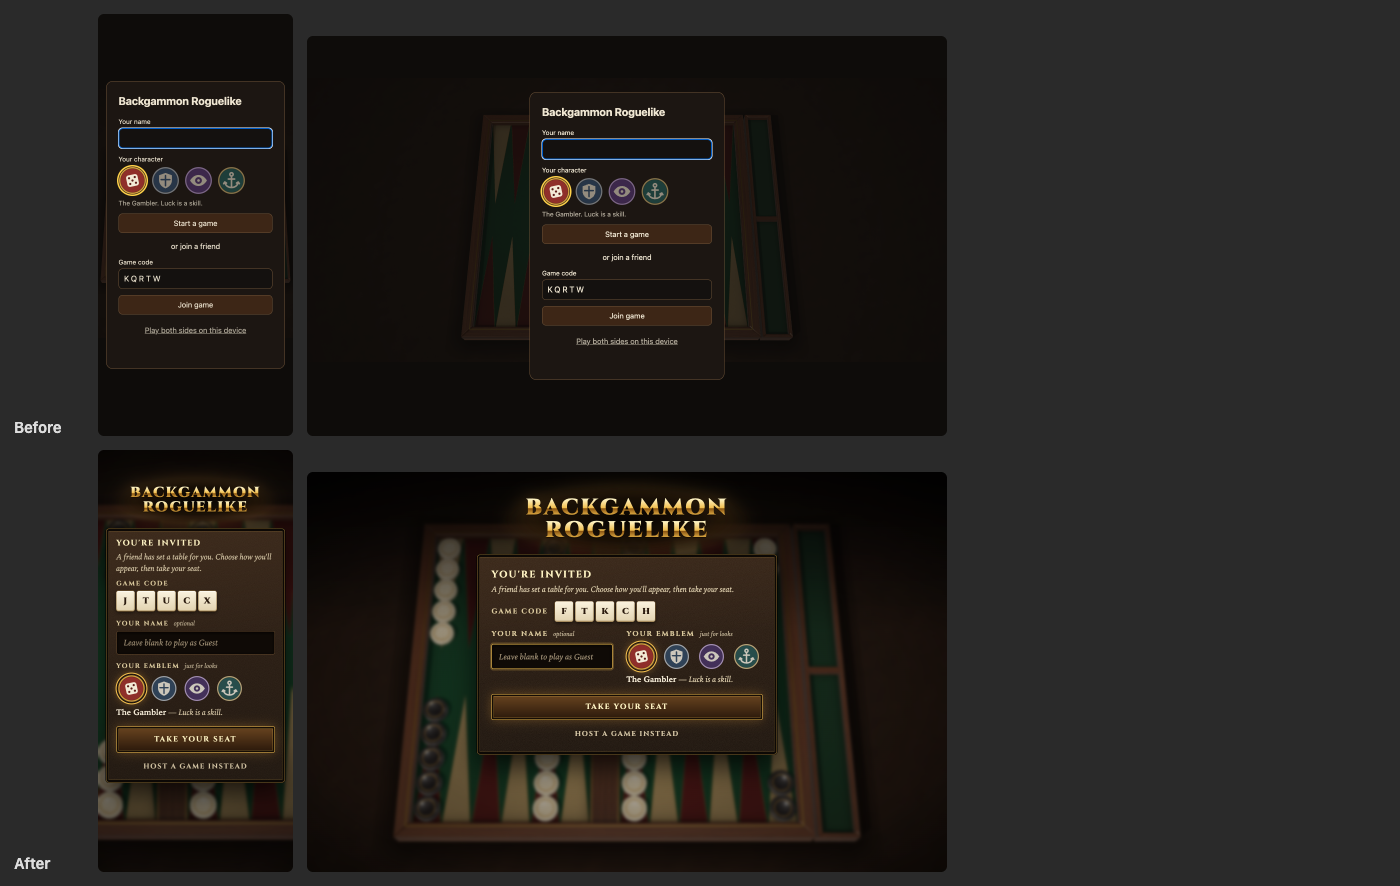 Backgammon Roguelike
Your name
Your character
The Gambler. Luck is a skill.
Start a game
or join a friend
Game code
KQRTW
Join game
Play both sides on this device
Backgammon Roguelike
Your name
Your character
The Gambler. Luck is a skill.
Start a game
or join a friend
Game code
KQRTW
Join game
Play both sides on this device
Before
BACKGAMMON
ROGUELIKE
YOU'RE INVITED
A friend has set a table for you. Choose how you'll
appear, then take your seat.
GAME CODE
J T U C X
YOUR NAME optional
Leave blank to play as Guest
YOUR EMBLEM just for looks
The Gambler — Luck is a skill.
TAKE YOUR SEAT
HOST A GAME INSTEAD
BACKGAMMON
ROGUELIKE
YOU'RE INVITED
A friend has set a table for you. Choose how you'll appear, then take your seat.
GAME CODE F T K C H
YOUR NAME optional
Leave blank to play as Guest
YOUR EMBLEM just for looks
The Gambler — Luck is a skill.
TAKE YOUR SEAT
HOST A GAME INSTEAD
After